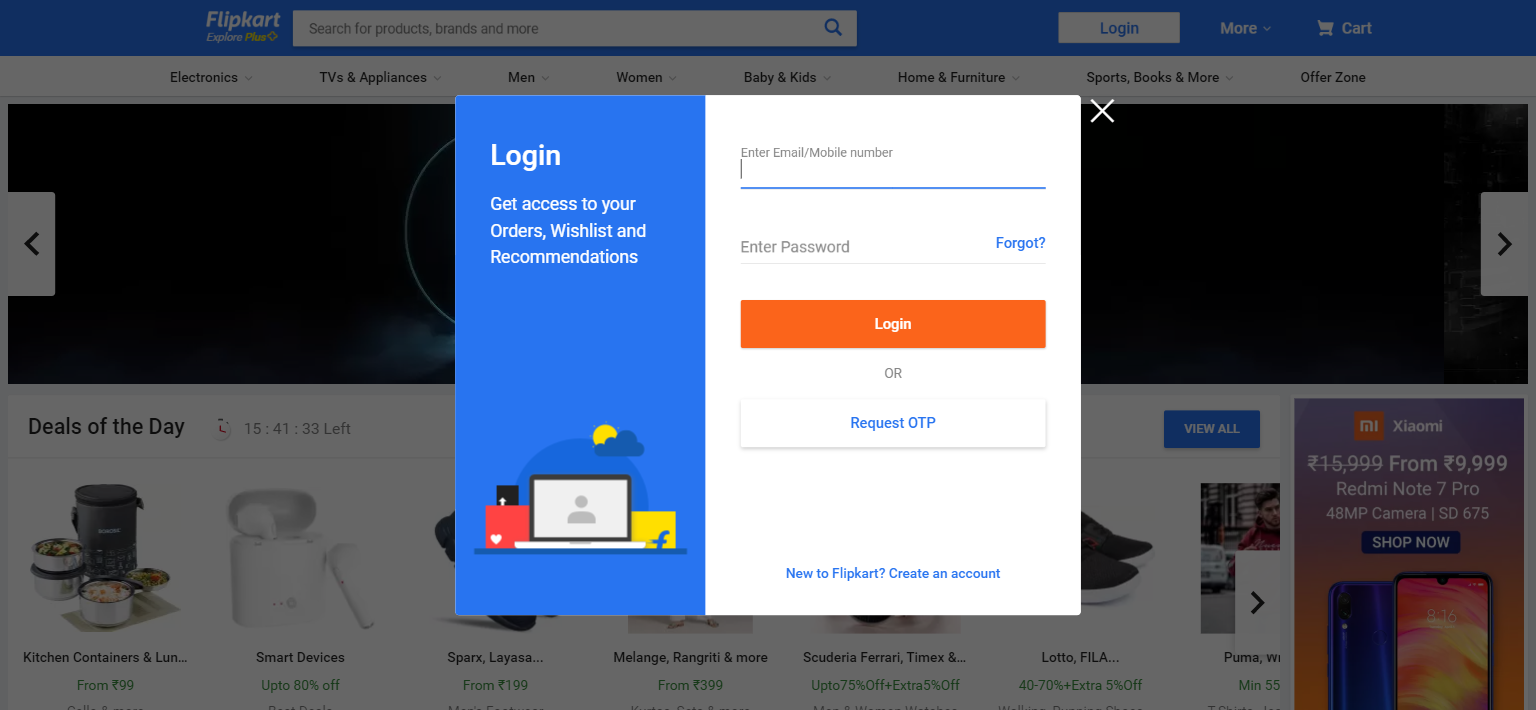 Flipkart
Explore Plus
Search for products, brands and more
Login
More
Cart
Electronics
TVs & Appliances
Men
Women
Baby & Kids
Home & Furniture
Sports, Books & More
Offer Zone
Login
Get access to your
Orders, Wishlist and
Recommendations
Enter Email/Mobile number
Enter Password
Forgot?
Login
OR
Request OTP
New to Flipkart? Create an account
Deals of the Day
15 : 41 : 33 Left
VIEW ALL
Kitchen Containers & Lun...
From ₹99
Smart Devices
Upto 80% off
Sparx, Layasa...
From ₹199
Melange, Rangriti & more
From ₹399
Scuderia Ferrari, Timex &...
Upto75%Off+Extra5%Off
Lotto, FILA...
40-70%+Extra 5%Off
Puma,
Min 55
mi Xiaomi
₹15,999 From ₹9,999
Redmi Note 7 Pro
48MP Camera | SD 675
SHOP NOW
8:16